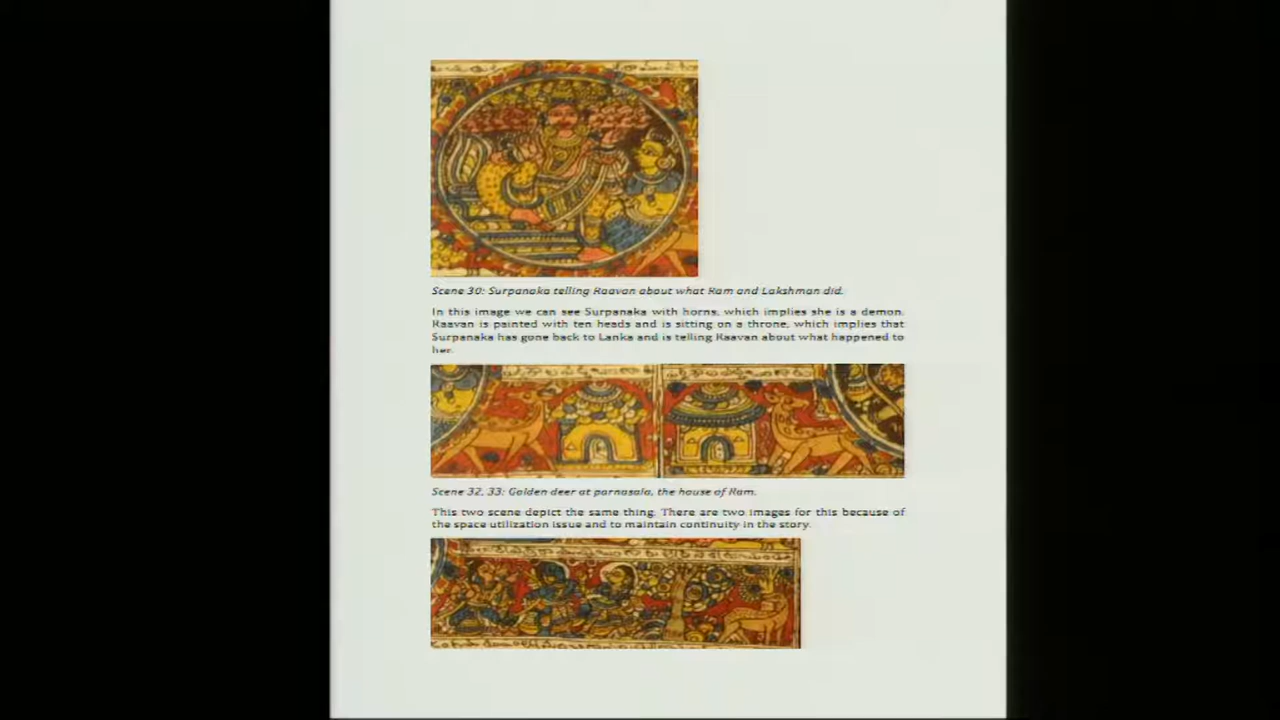 Scene 30: Surpanaka telling Raavan about what Ram and Lakshman did.
In this image we can see Surpanaka with horns, which implies she is a demon.
Raavan is painted with ten heads and is sitting on a throne, which implies that
Surpanaka has gone back to Lanka and is telling Raavan about what happened to
her.
Scene 32, 33: Golden deer at parnasala, the house of Ram.
This two scene depict the same thing. There are two images for this because of
the space utilization issue and to maintain continuity in the story.